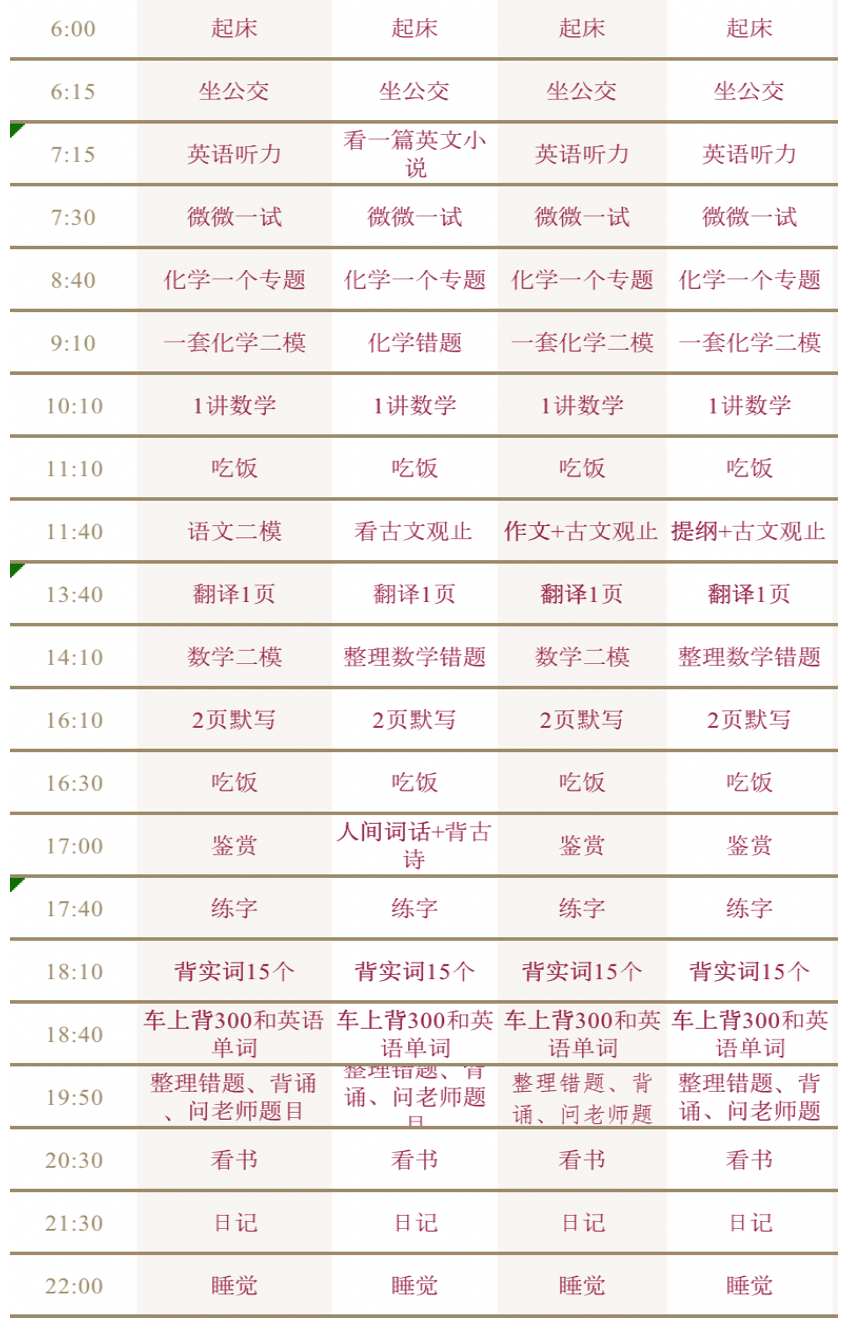 6:00 起床 起床 起床 起床
6:15 坐公交 坐公交 坐公交 坐公交
7:15 英语听力 看一篇英文小 英语听力 英语听力
说
7:30 微微一试 微微一试 微微一试 微微一试
8:40 化学一个专题 化学一个专题 化学一个专题 化学一个专题
9:10 一套化学二模 化学错题 一套化学二模 一套化学二模
10:10 1讲数学 1讲数学 1讲数学 1讲数学
11:10 吃饭 吃饭 吃饭 吃饭
11:40 语文二模 看古文观止 作文+古文观止 提纲+古文观止
13:40 翻译1页 翻译1页 翻译1页 翻译1页
14:10 数学二模 整理数学错题 数学二模 整理数学错题
16:10 2页默写 2页默写 2页默写 2页默写
16:30 吃饭 吃饭 吃饭 吃饭
17:00 鉴赏 人间词话+背古 鉴赏 鉴赏
诗
17:40 练字 练字 练字 练字
18:10 背实词15个 背实词15个 背实词15个 背实词15个
18:40 车上背300和英语 车上背300和英 车上背300和英 车上背300和英
单词 语单词 语单词 语单词
19:50 整理错题、背诵 整理错题、背 整理错题、背 整理错题、背
、问老师题目 诵、问老师题 诵、问老师题 诵、问老师题
目
20:30 看书 看书 看书 看书
21:30 日记 日记 日记 日记
22:00 睡觉 睡觉 睡觉 睡觉